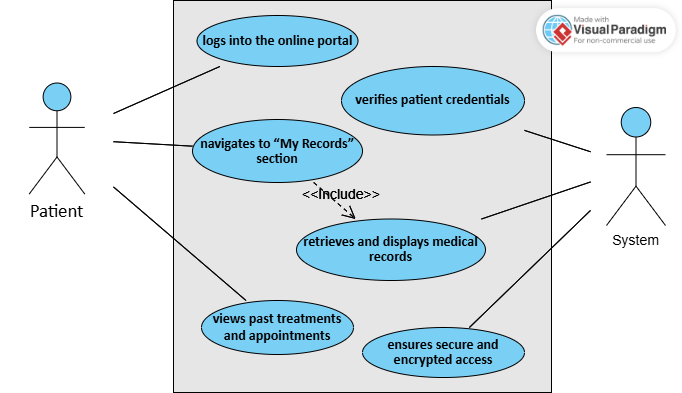 logs into the online portal
Made with
Visual Paradigm
For non-commercial use
verifies patient credentials
navigates to “My Records”
section
<<Include>>
Patient
retrieves and displays medical
records
System
views past treatments
and appointments
ensures secure and
encrypted access